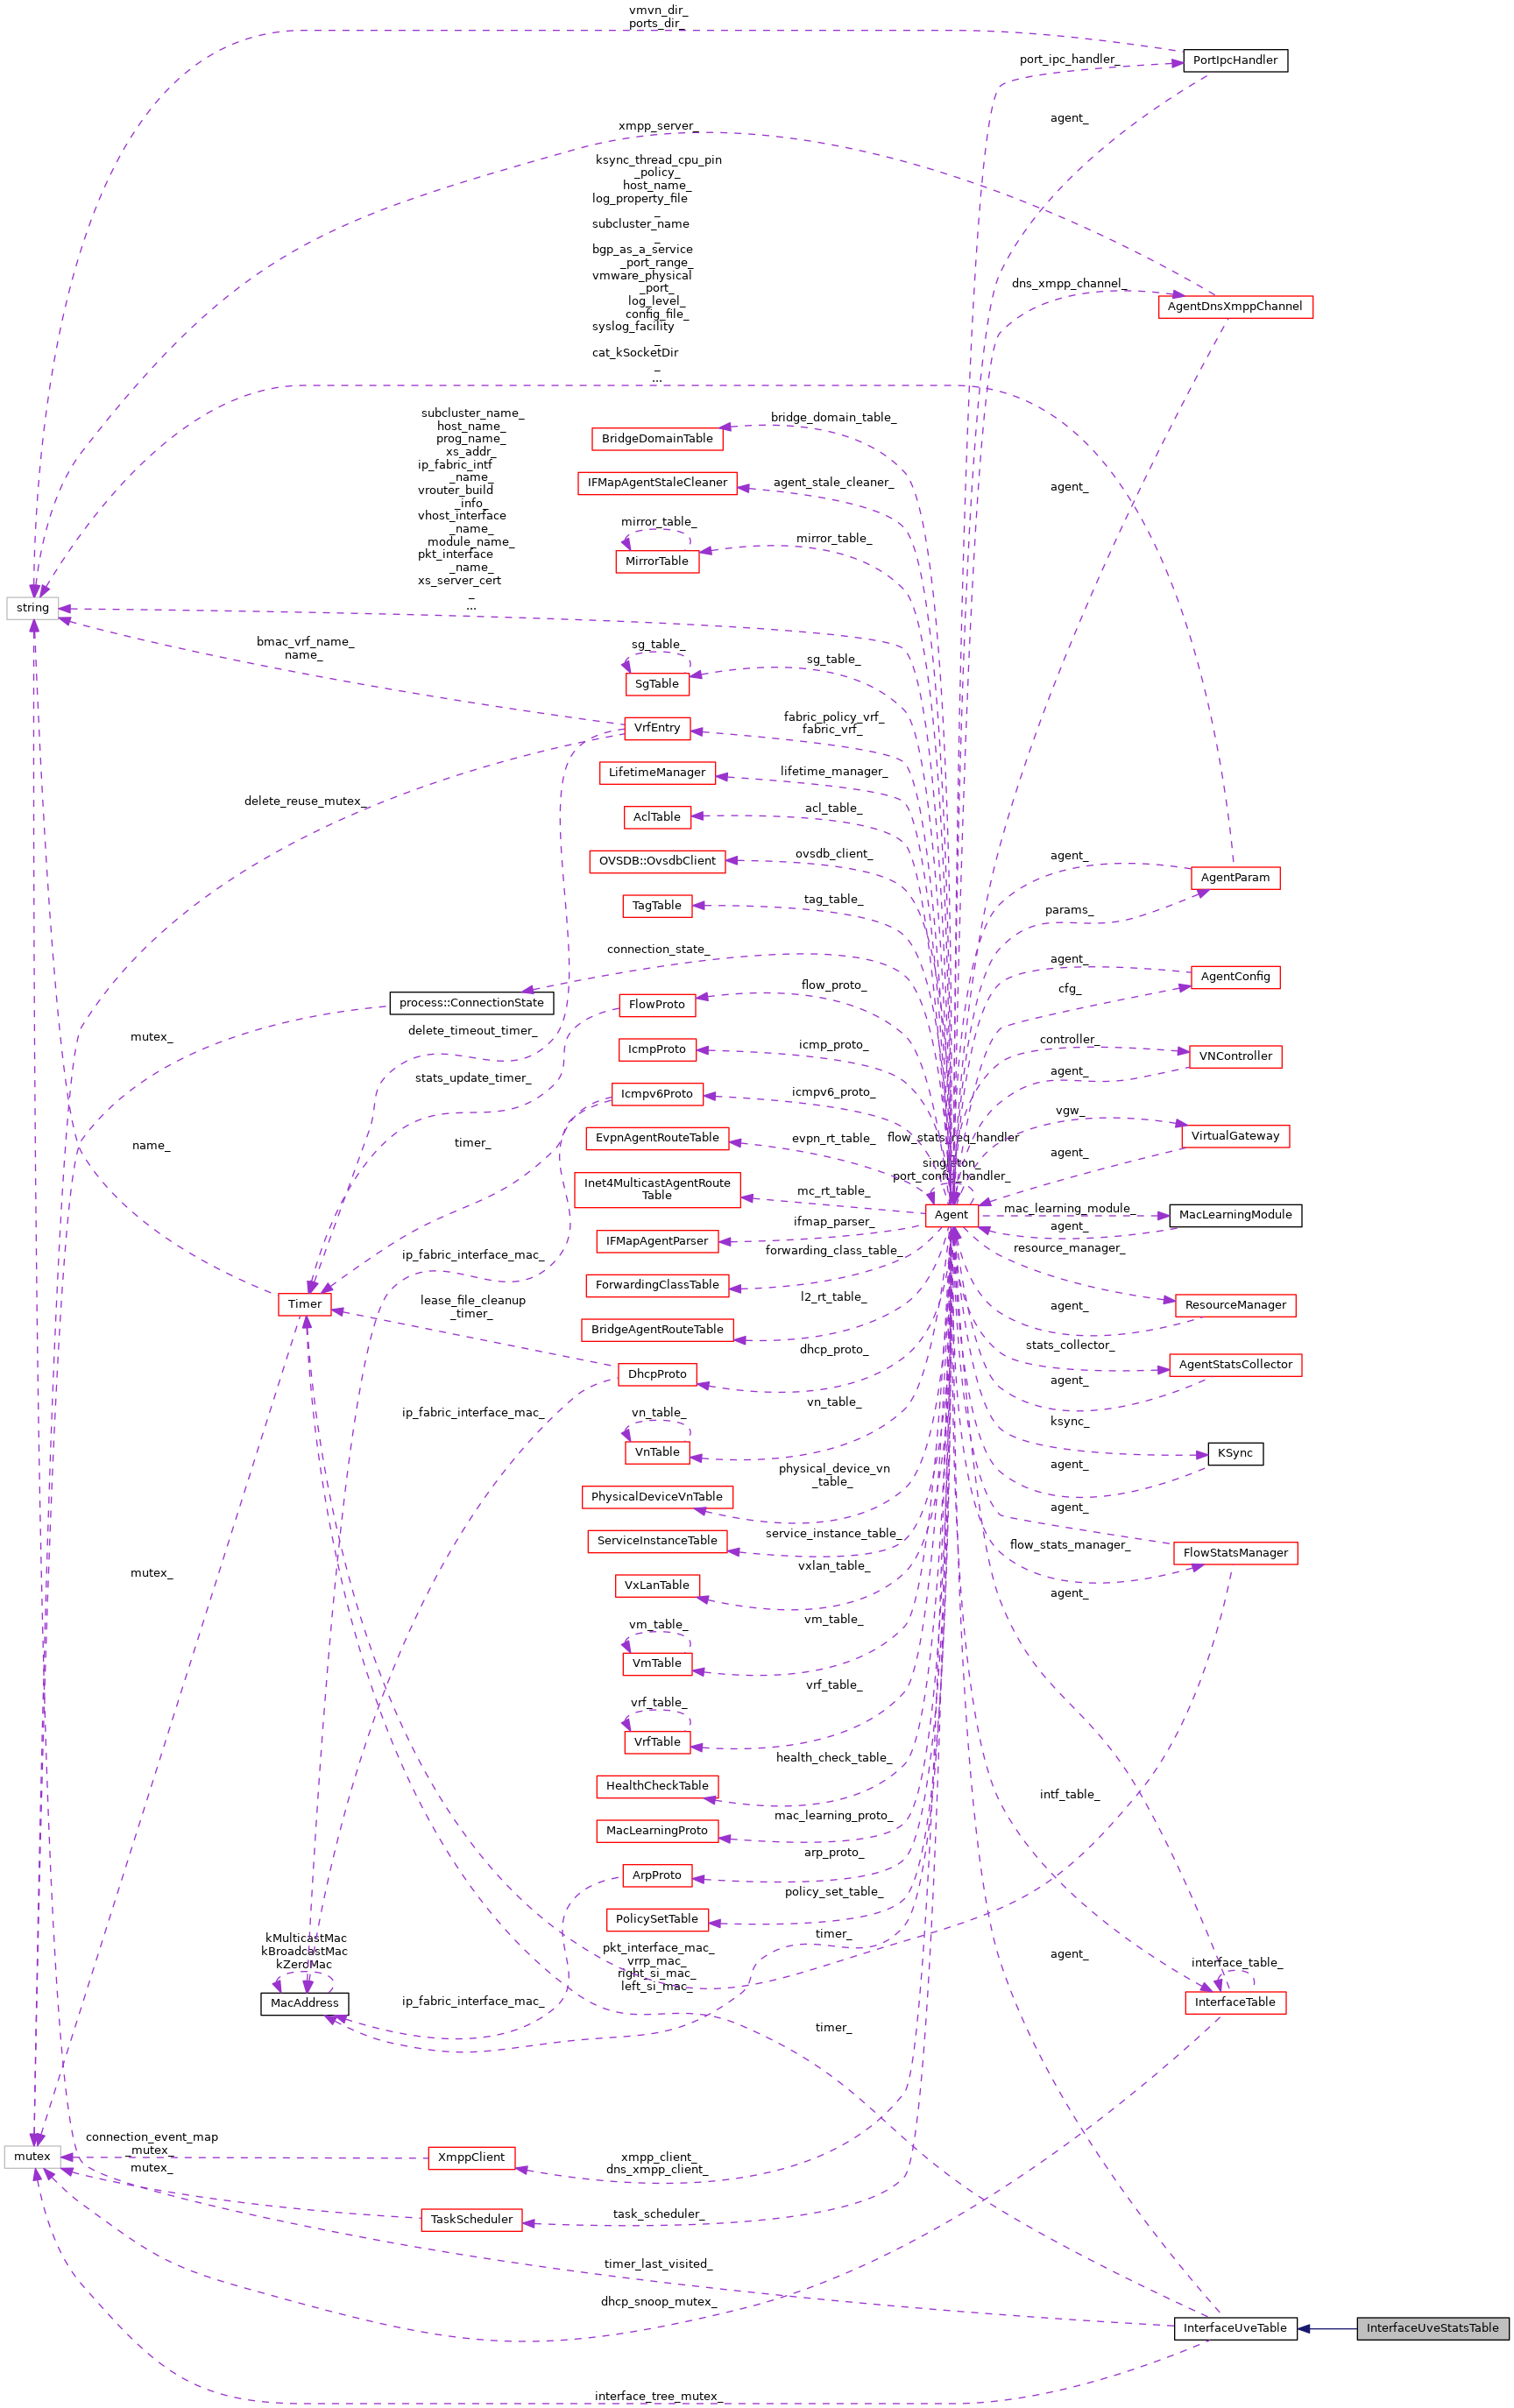 vmvn_dir_
ports_dir_
PortIpcHandler
port_ipc_handler_
agent_
xmpp_server_
ksync_thread_cpu_pin
_policy_
host_name_
log_property_file
_
subcluster_name
_
bgp_as_a_service
_port_range_
vmware_physical
_port_
log_level_
config_file_
syslog_facility
_
cat_kSocketDir
_
...
dns_xmpp_channel_
AgentDnsXmppChannel
subcluster_name_
host_name_
prog_name_
xs_addr_
ip_fabric_intf
_name_
vrouter_build
_info_
vhost_interface
_name_
module_name_
pkt_interface
_name_
xs_server_cert
_
...
bridge_domain_table_
BridgeDomainTable
agent_stale_cleaner_
IFMapAgentStaleCleaner
agent_
mirror_table_
mirror_table_
MirrorTable
string
bmac_vrf_name_
name_
sg_table_
sg_table_
SgTable
fabric_policy_vrf_
fabric_vrf_
VrfEntry
lifetime_manager_
LifetimeManager
delete_reuse_mutex_
acl_table_
AclTable
ovsdb_client_
OVSDB::OvsdbClient
agent_
AgentParam
tag_table_
TagTable
params_
connection_state_
process::ConnectionState
agent_
AgentConfig
cfg_
flow_proto_
FlowProto
delete_timeout_timer_
mutex_
icmp_proto_
IcmpProto
controller_
VNController
agent_
stats_update_timer_
icmpv6_proto_
Icmpv6Proto
vgw_
VirtualGateway
agent_
name_
timer_
evpn_rt_table_
EvpnAgentRouteTable
flow_stats_req_handler
_
singleton_
port_config_handler_
Agent
mc_rt_table_
Inet4MulticastAgentRoute
Table
mac_learning_module_
MacLearningModule
agent_
ifmap_parser_
IFMapAgentParser
ip_fabric_interface_mac_
forwarding_class_table_
ForwardingClassTable
resource_manager_
ResourceManager
agent_
Timer
lease_file_cleanup
_timer_
l2_rt_table_
BridgeAgentRouteTable
dhcp_proto_
DhcpProto
stats_collector_
AgentStatsCollector
agent_
ip_fabric_interface_mac_
vn_table_
vn_table_
VnTable
ksync_
KSync
agent_
physical_device_vn
_table_
PhysicalDeviceVnTable
agent_
service_instance_table_
ServiceInstanceTable
flow_stats_manager_
FlowStatsManager
mutex_
vxlan_table_
VxLanTable
agent_
vm_table_
vm_table_
VmTable
vrf_table_
vrf_table_
VrfTable
health_check_table_
HealthCheckTable
intf_table_
mac_learning_proto_
MacLearningProto
arp_proto_
ArpProto
policy_set_table_
PolicySetTable
timer_
kMulticastMac
kBroadcastMac
kZeroMac
MacAddress
pkt_interface_mac_
vrrp_mac_
right_si_mac_
left_si_mac_
ip_fabric_interface_mac_
agent_
interface_table_
InterfaceTable
timer_
connection_event_map
_mutex_
mutex
mutex_
XmppClient
xmpp_client_
dns_xmpp_client_
TaskScheduler
task_scheduler_
timer_last_visited_
dhcp_snoop_mutex_
InterfaceUveTable
InterfaceUveStatsTable
interface_tree_mutex_